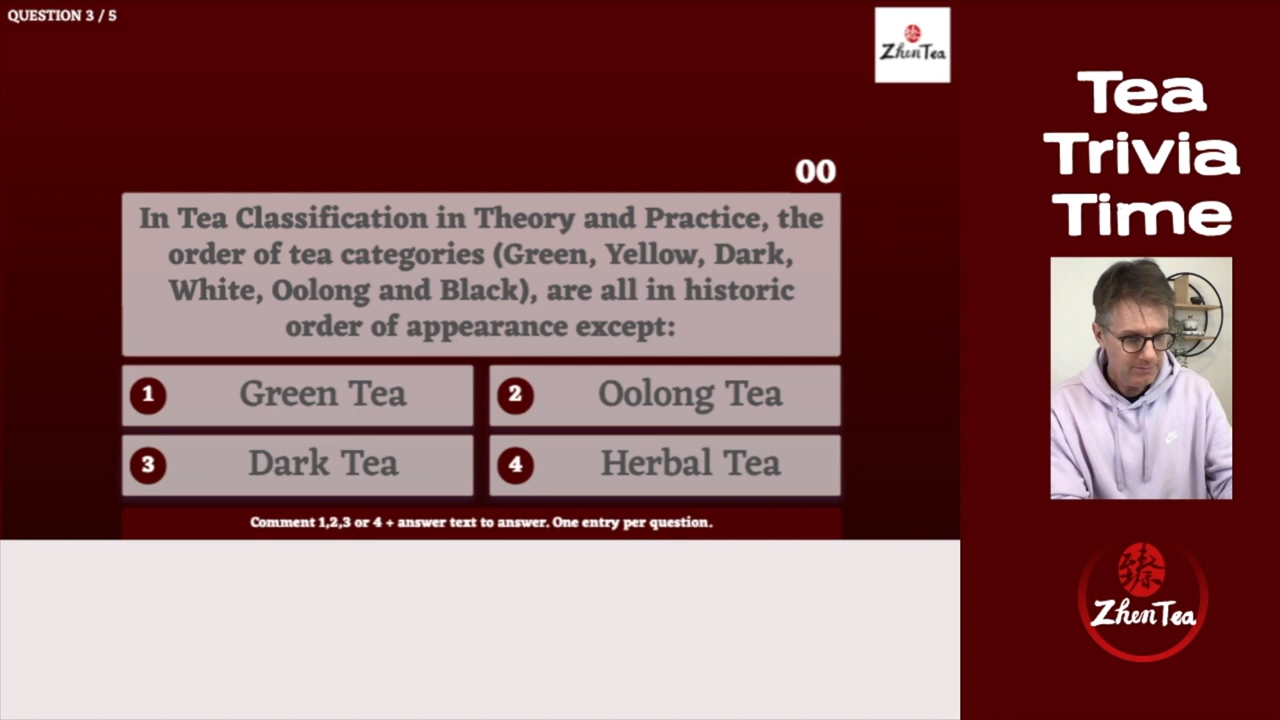 QUESTION 3 / 5
ZhenTea
00
In Tea Classification in Theory and Practice, the
order of tea categories (Green, Yellow, Dark,
White, Oolong and Black), are all in historic
order of appearance except:
1 Green Tea
2 Oolong Tea
3 Dark Tea
4 Herbal Tea
Comment 1,2,3 or 4 + answer text to answer. One entry per question.
Tea
Trivia
Time
臻
ZhenTea